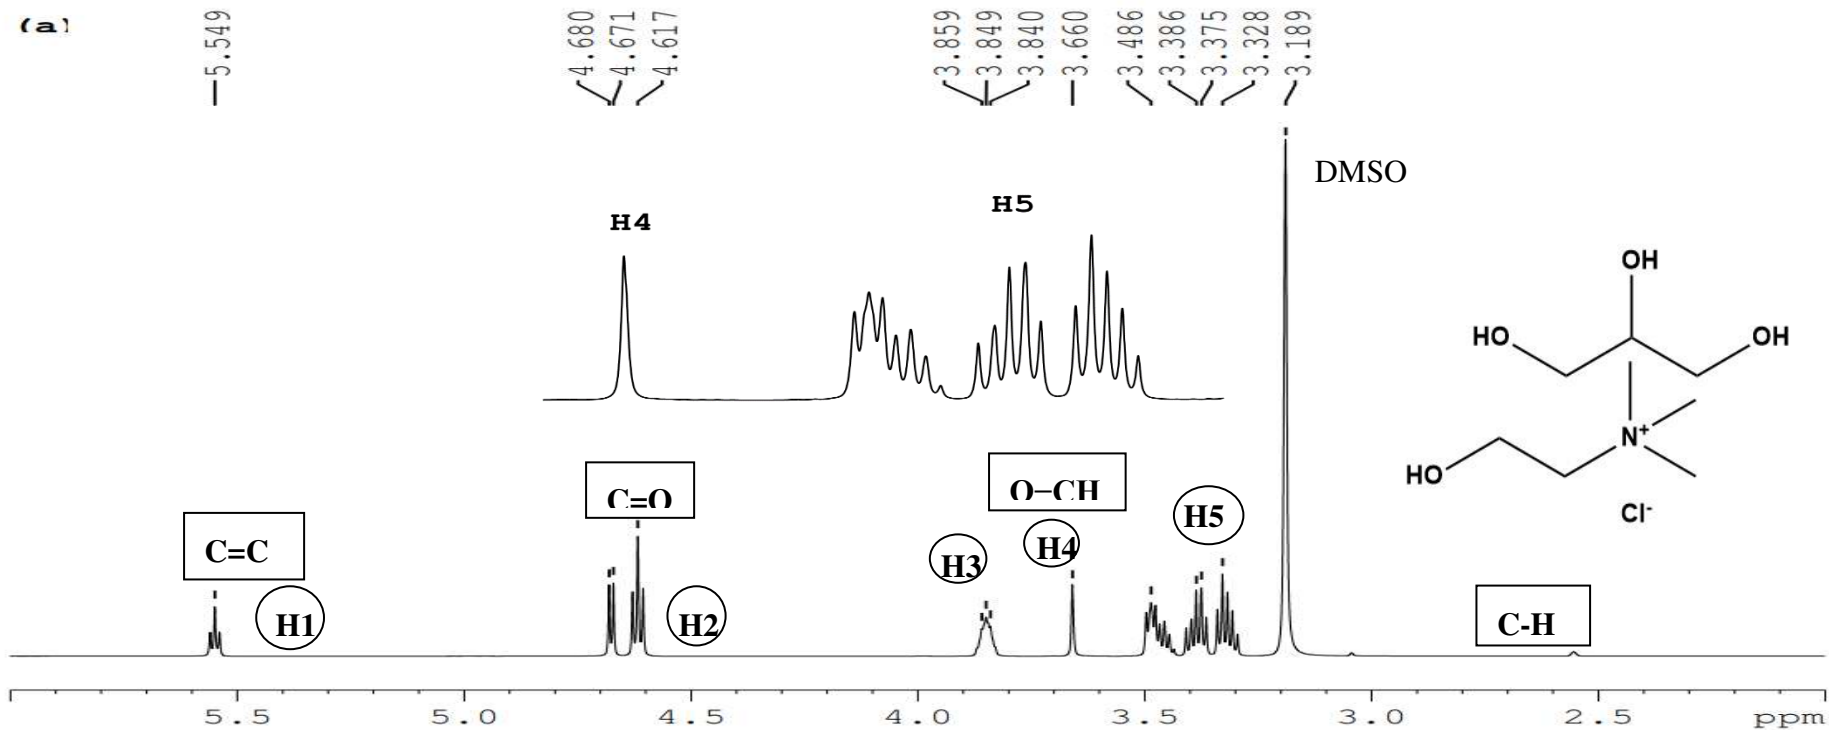 (a)
5.549
4.680
4.671
4.617
3.859
3.849
3.840
3.660
3.486
3.386
3.375
3.328
3.189
DMSO
H4
H5
OH
HO
OH
N+
HO
Cl-
C=C
C=O
O–CH
H5
H3
H4
H1
H2
C-H
5.5 5.0 4.5 4.0 3.5 3.0 2.5 ppm